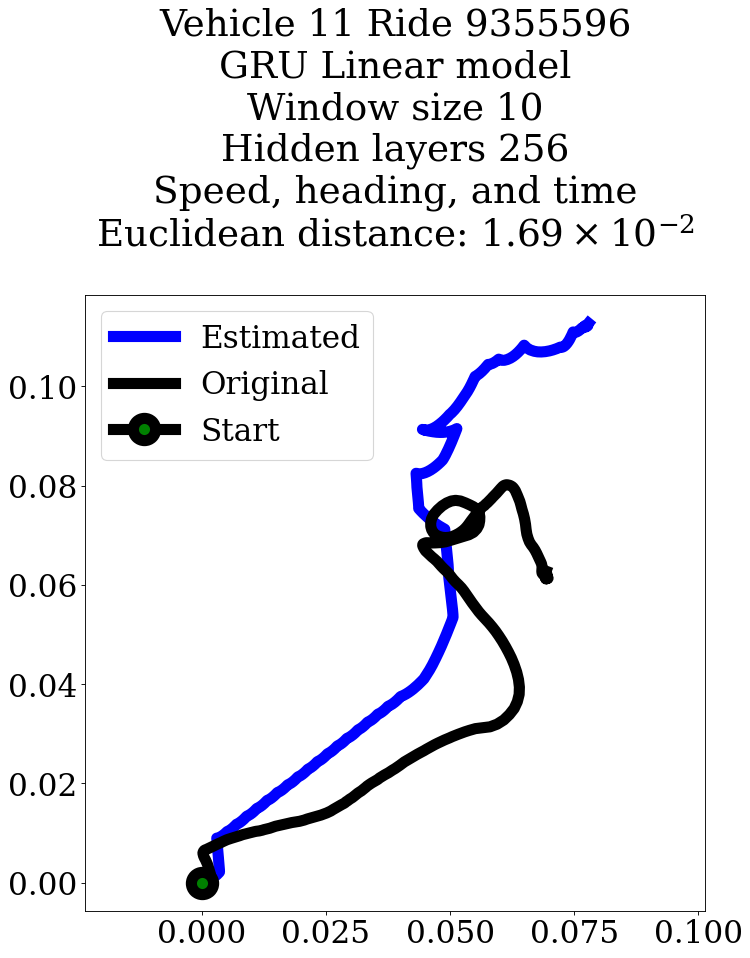 Vehicle 11 Ride 9355596
GRU Linear model
Window size 10
Hidden layers 256
Speed, heading, and time
Euclidean distance: 1.69 × 10⁻²
Estimated
Original
Start
0.10
0.08
0.06
0.04
0.02
0.00
0.000 0.025 0.050 0.075 0.100